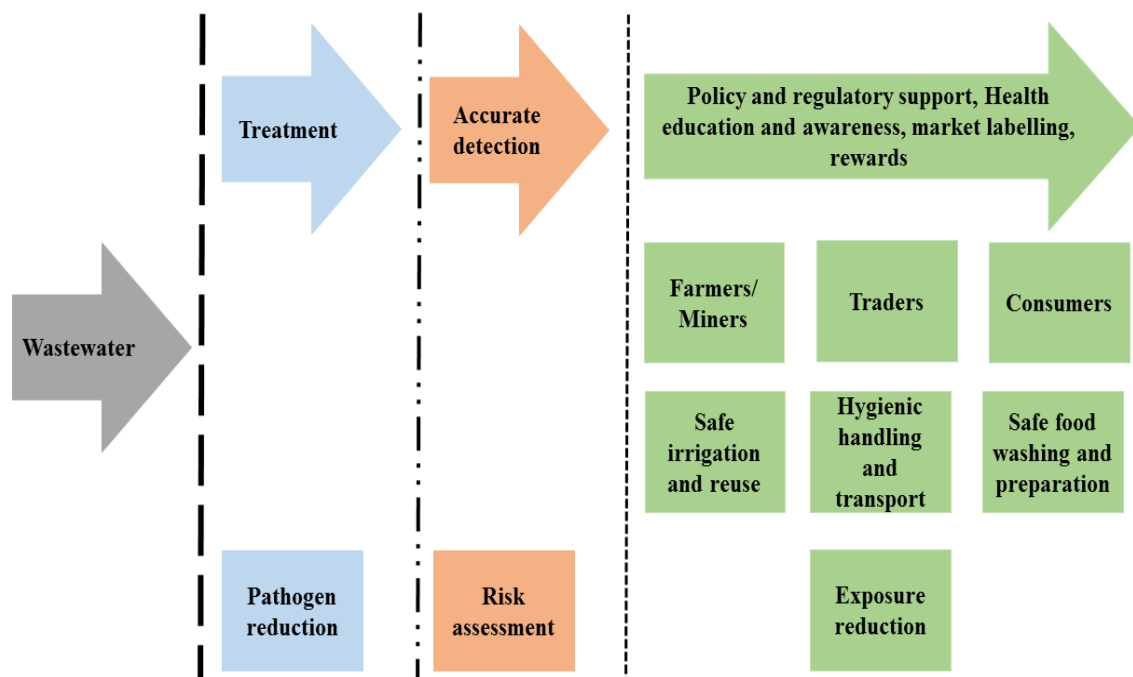 Wastewater
Treatment
Accurate
detection
Policy and regulatory support, Health
education and awareness, market labelling,
rewards
Farmers/
Miners
Traders
Consumers
Safe
irrigation
and reuse
Hygienic
handling
and
transport
Safe food
washing and
preparation
Pathogen
reduction
Risk
assessment
Exposure
reduction